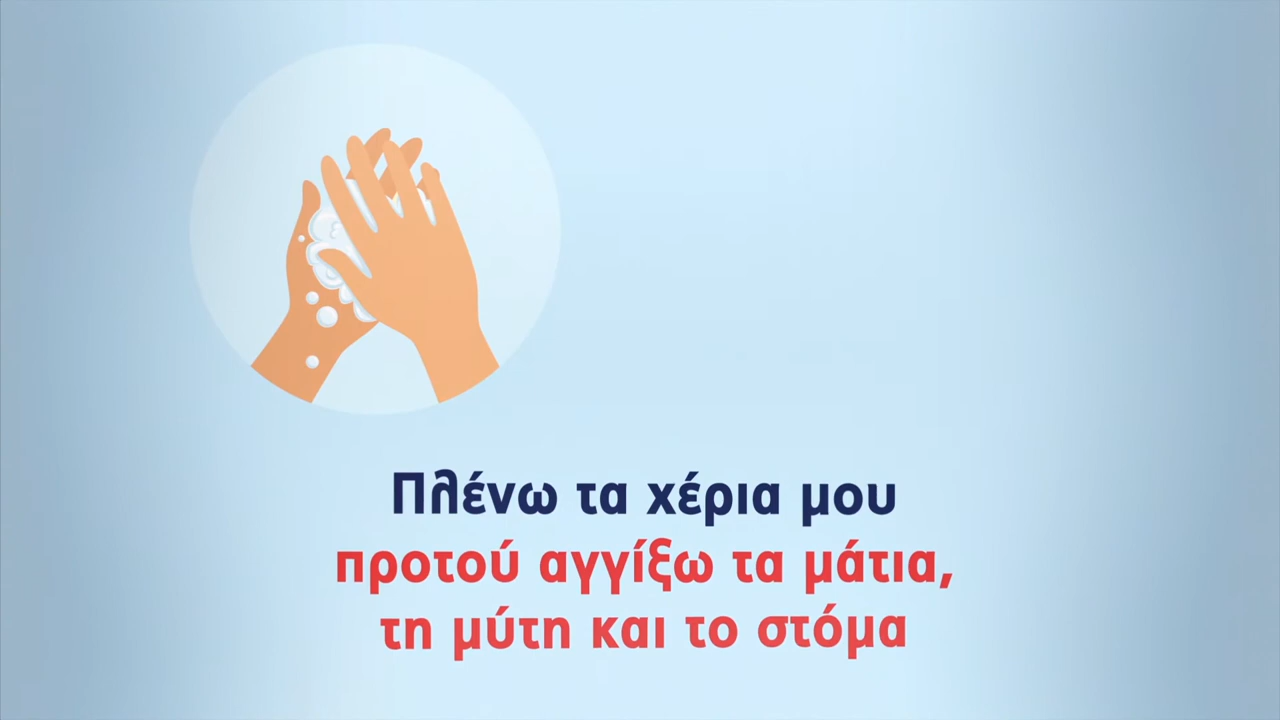 Πλένω τα χέρια μου
προτού αγγίξω τα μάτια,
τη μύτη και το στόμα